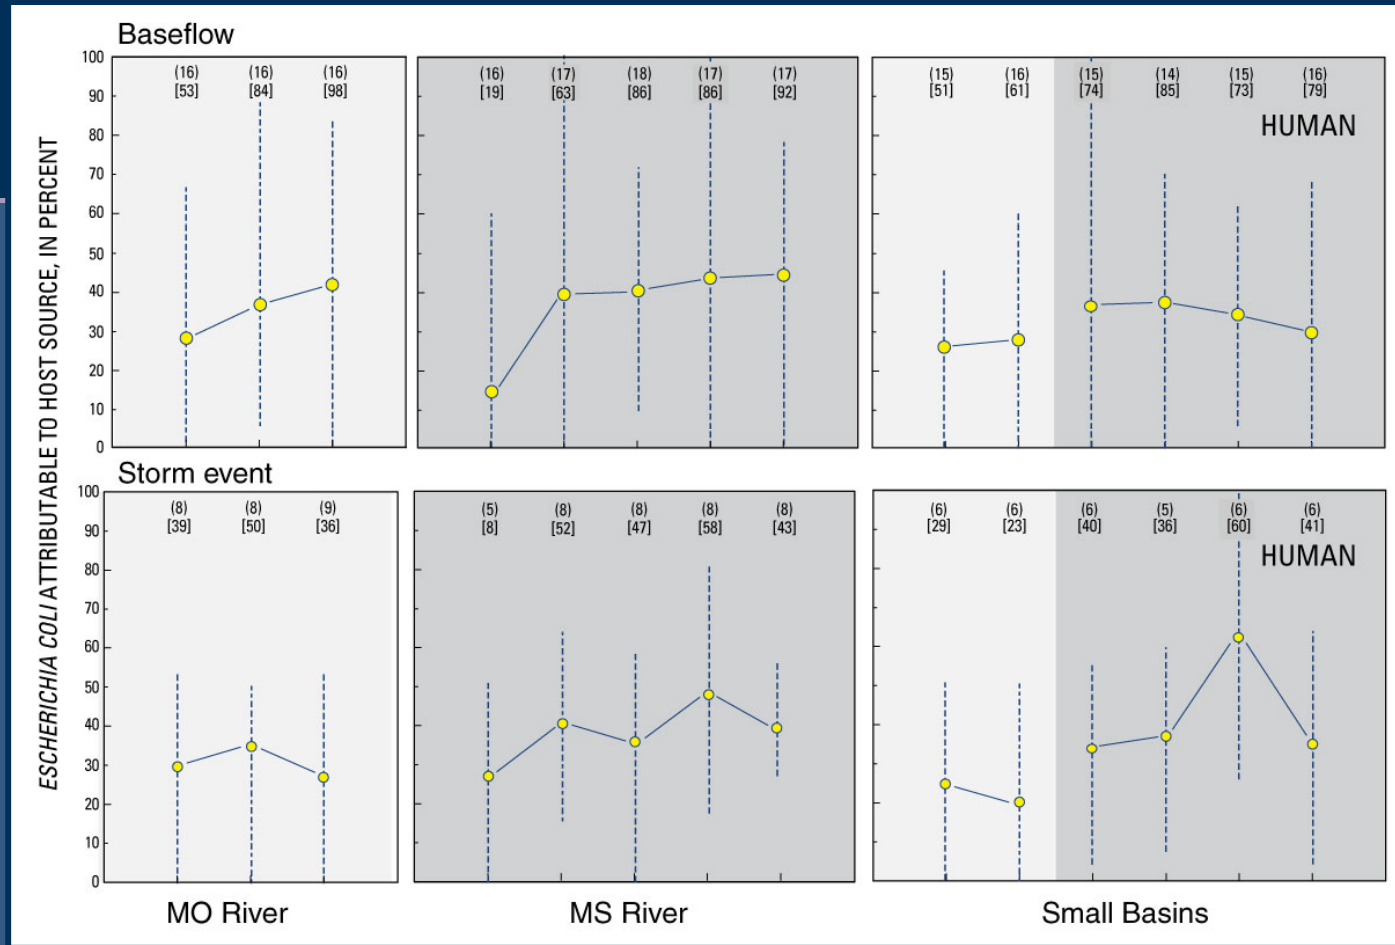 Baseflow
ESCHERICHIA COLI ATTRIBUTABLE TO HOST SOURCE, IN PERCENT
100
90
80
70
60
50
40
30
20
10
0
(16) (16) (16)
[53] [84] [98]
(16) (17) (18) (17) (17)
[19] [63] [86] [86] [92]
(15) (16) (15) (14) (15) (16)
[51] [61] [74] [85] [73] [79]
HUMAN
Storm event
100
90
80
70
60
50
40
30
20
10
0
(8) (8) (9)
[39] [50] [36]
(5) (8) (8) (8) (8)
[8] [52] [47] [58] [43]
(6) (6) (6) (5) (6) (6)
[29] [23] [40] [36] [60] [41]
HUMAN
MO River
MS River
Small Basins